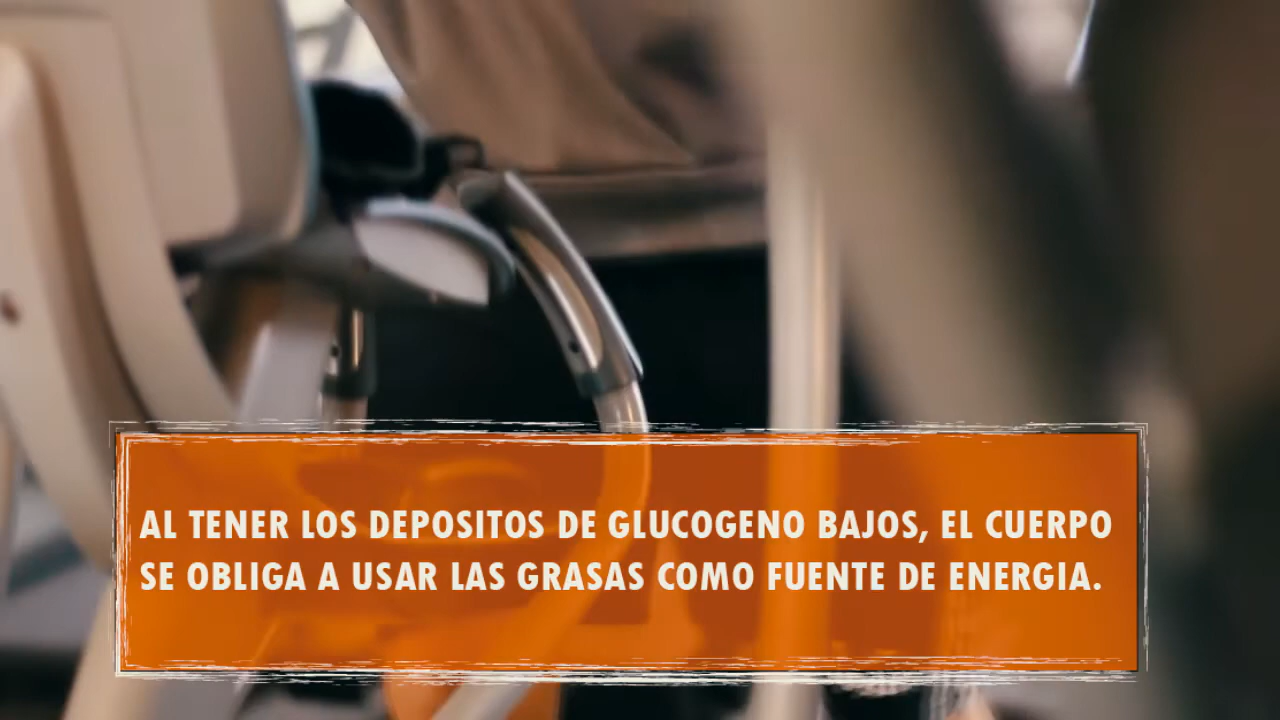 AL TENER LOS DEPOSITOS DE GLUCOGENO BAJOS, EL CUERPO
SE OBLIGA A USAR LAS GRASAS COMO FUENTE DE ENERGIA.